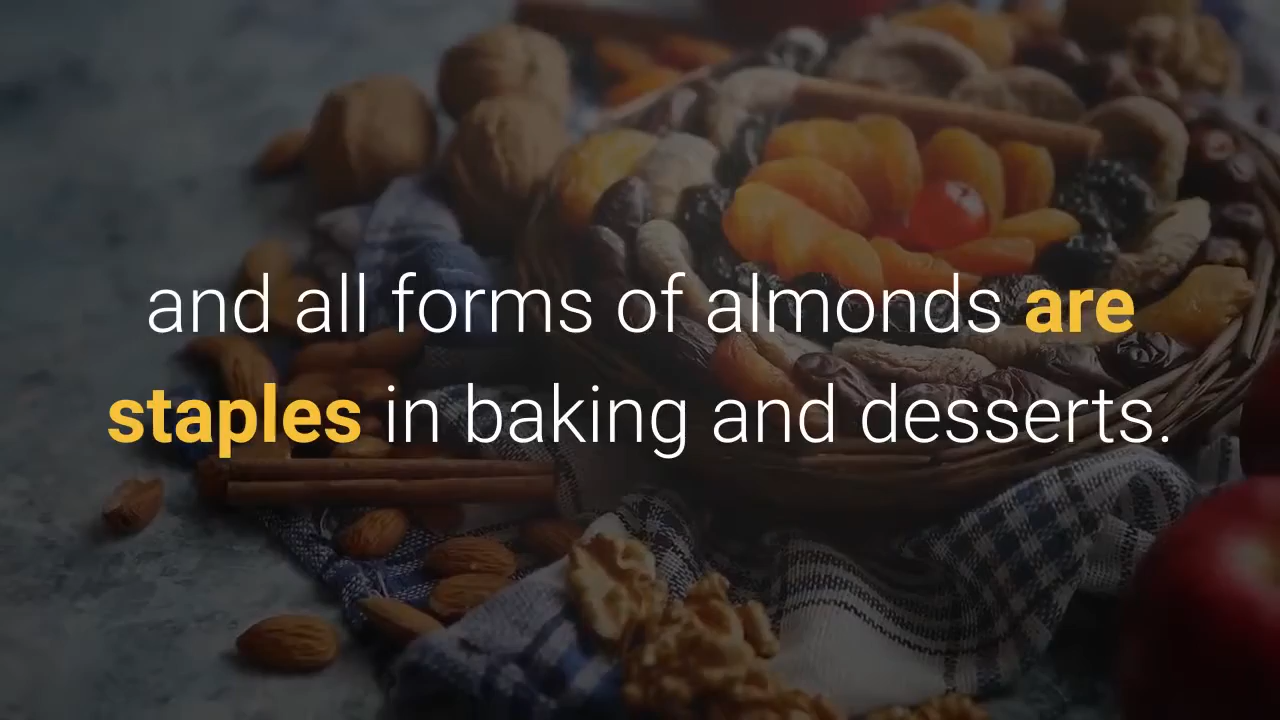 and all forms of almonds are
staples in baking and desserts.